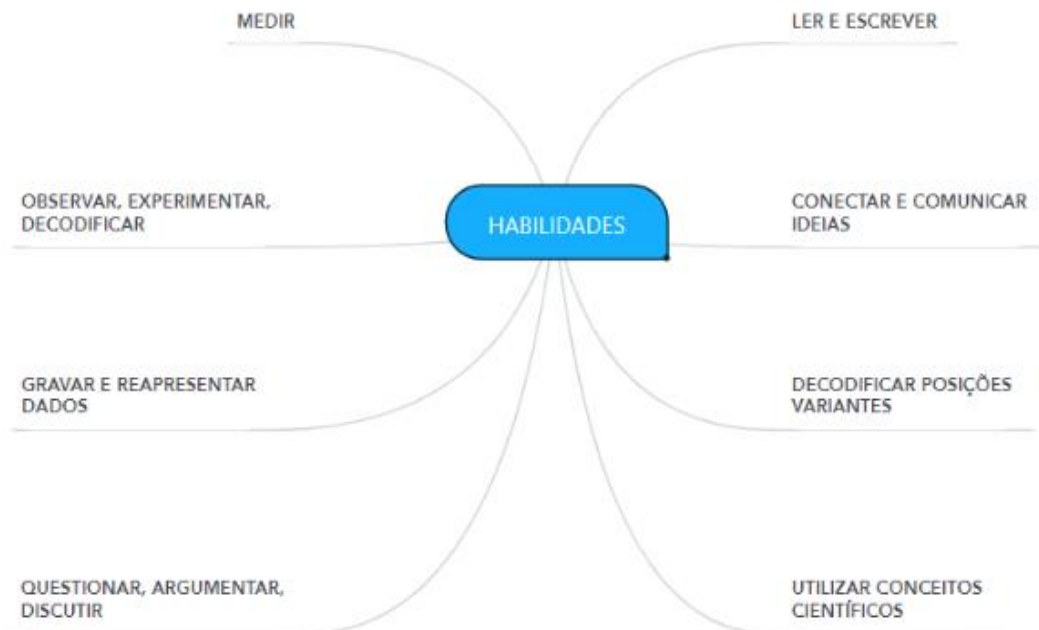 MEDIR
LER E ESCREVER
OBSERVAR, EXPERIMENTAR,
DECODIFICAR
HABILIDADES
CONECTAR E COMUNICAR
IDEIAS
GRAVAR E REAPRESENTAR
DADOS
DECODIFICAR POSIÇÕES
VARIANTES
QUESTIONAR, ARGUMENTAR,
DISCUTIR
UTILIZAR CONCEITOS
CIENTÍFICOS